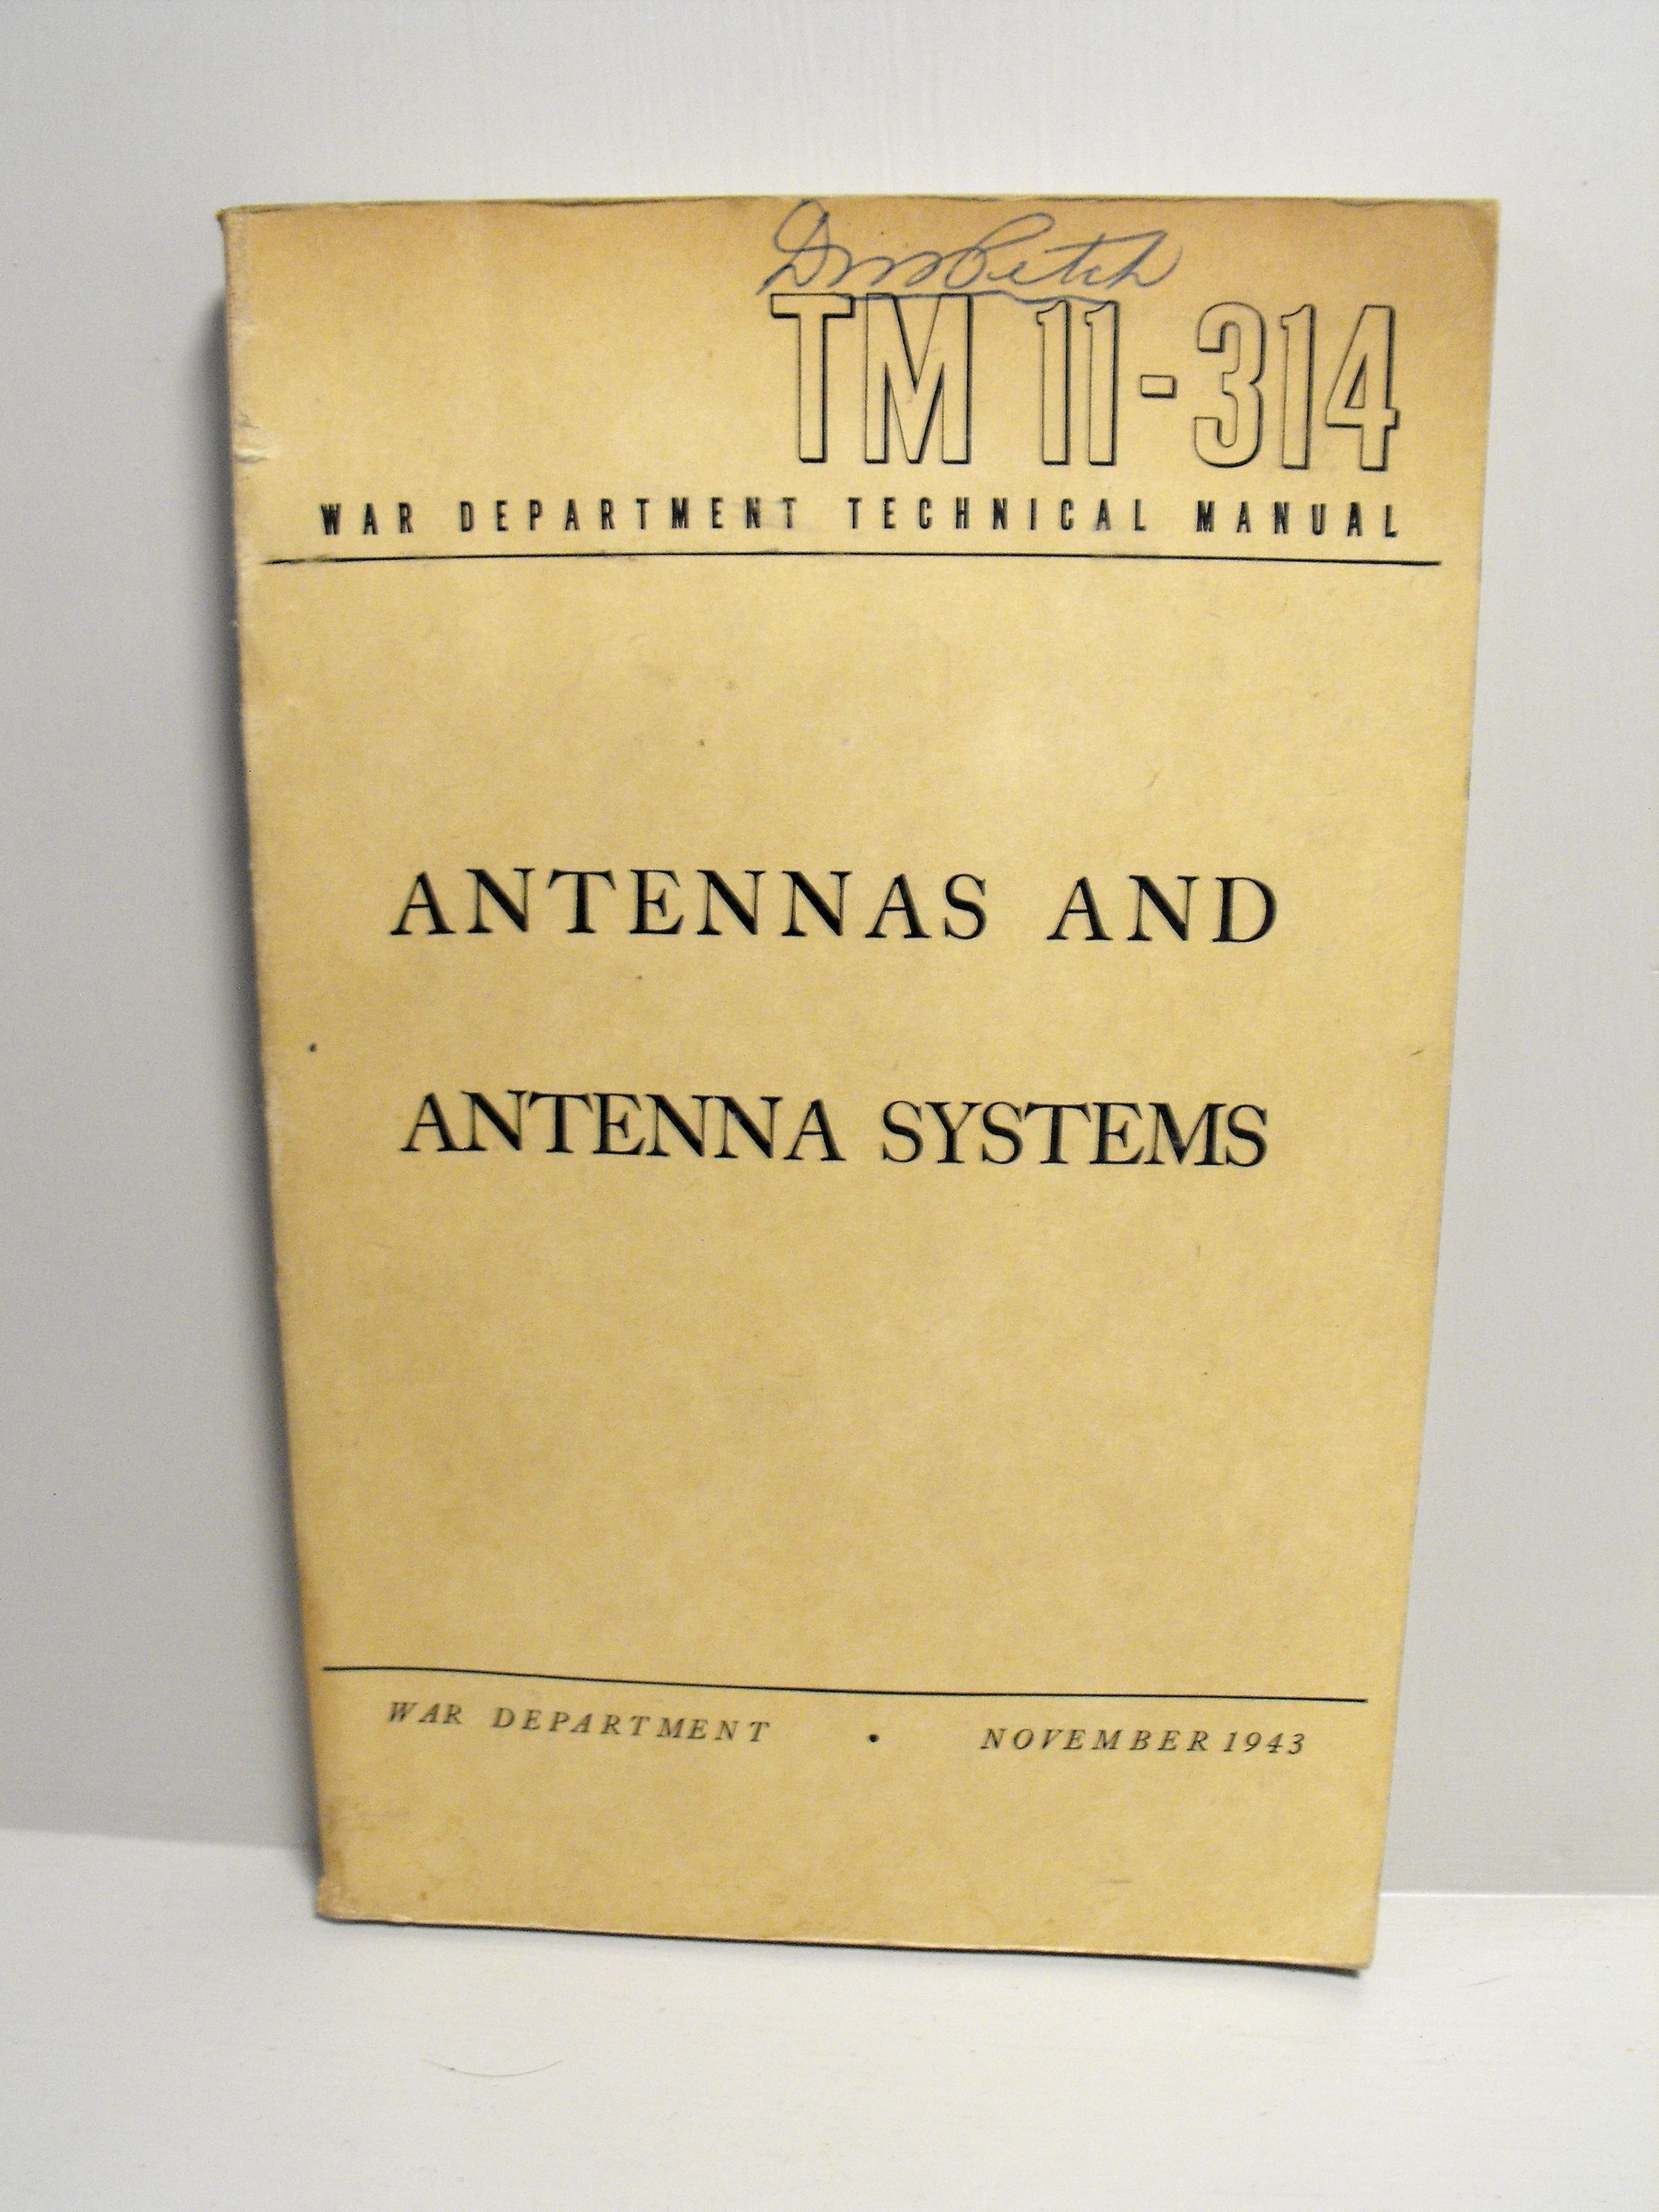 TM 11-314
WAR DEPARTMENT TECHNICAL MANUAL
ANTENNAS AND
ANTENNA SYSTEMS
WAR DEPARTMENT • NOVEMBER 1943